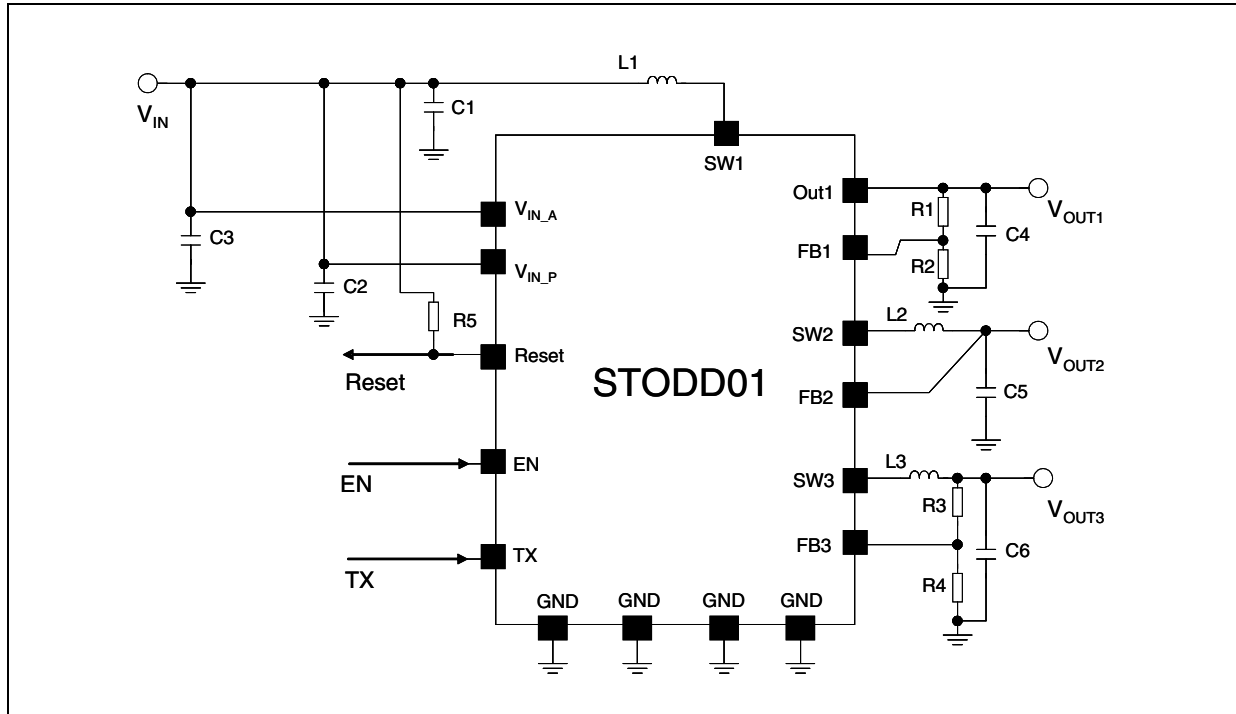 L1
V_IN
C1
SW1
Out1
R1
V_OUT1
V_IN_A
C4
C3
FB1
R2
V_IN_P
C2
L2
R5
SW2
V_OUT2
Reset
Reset
STODD01
FB2
C5
L3
EN
SW3
EN
R3
V_OUT3
FB3
C6
TX
TX
R4
GND GND GND GND